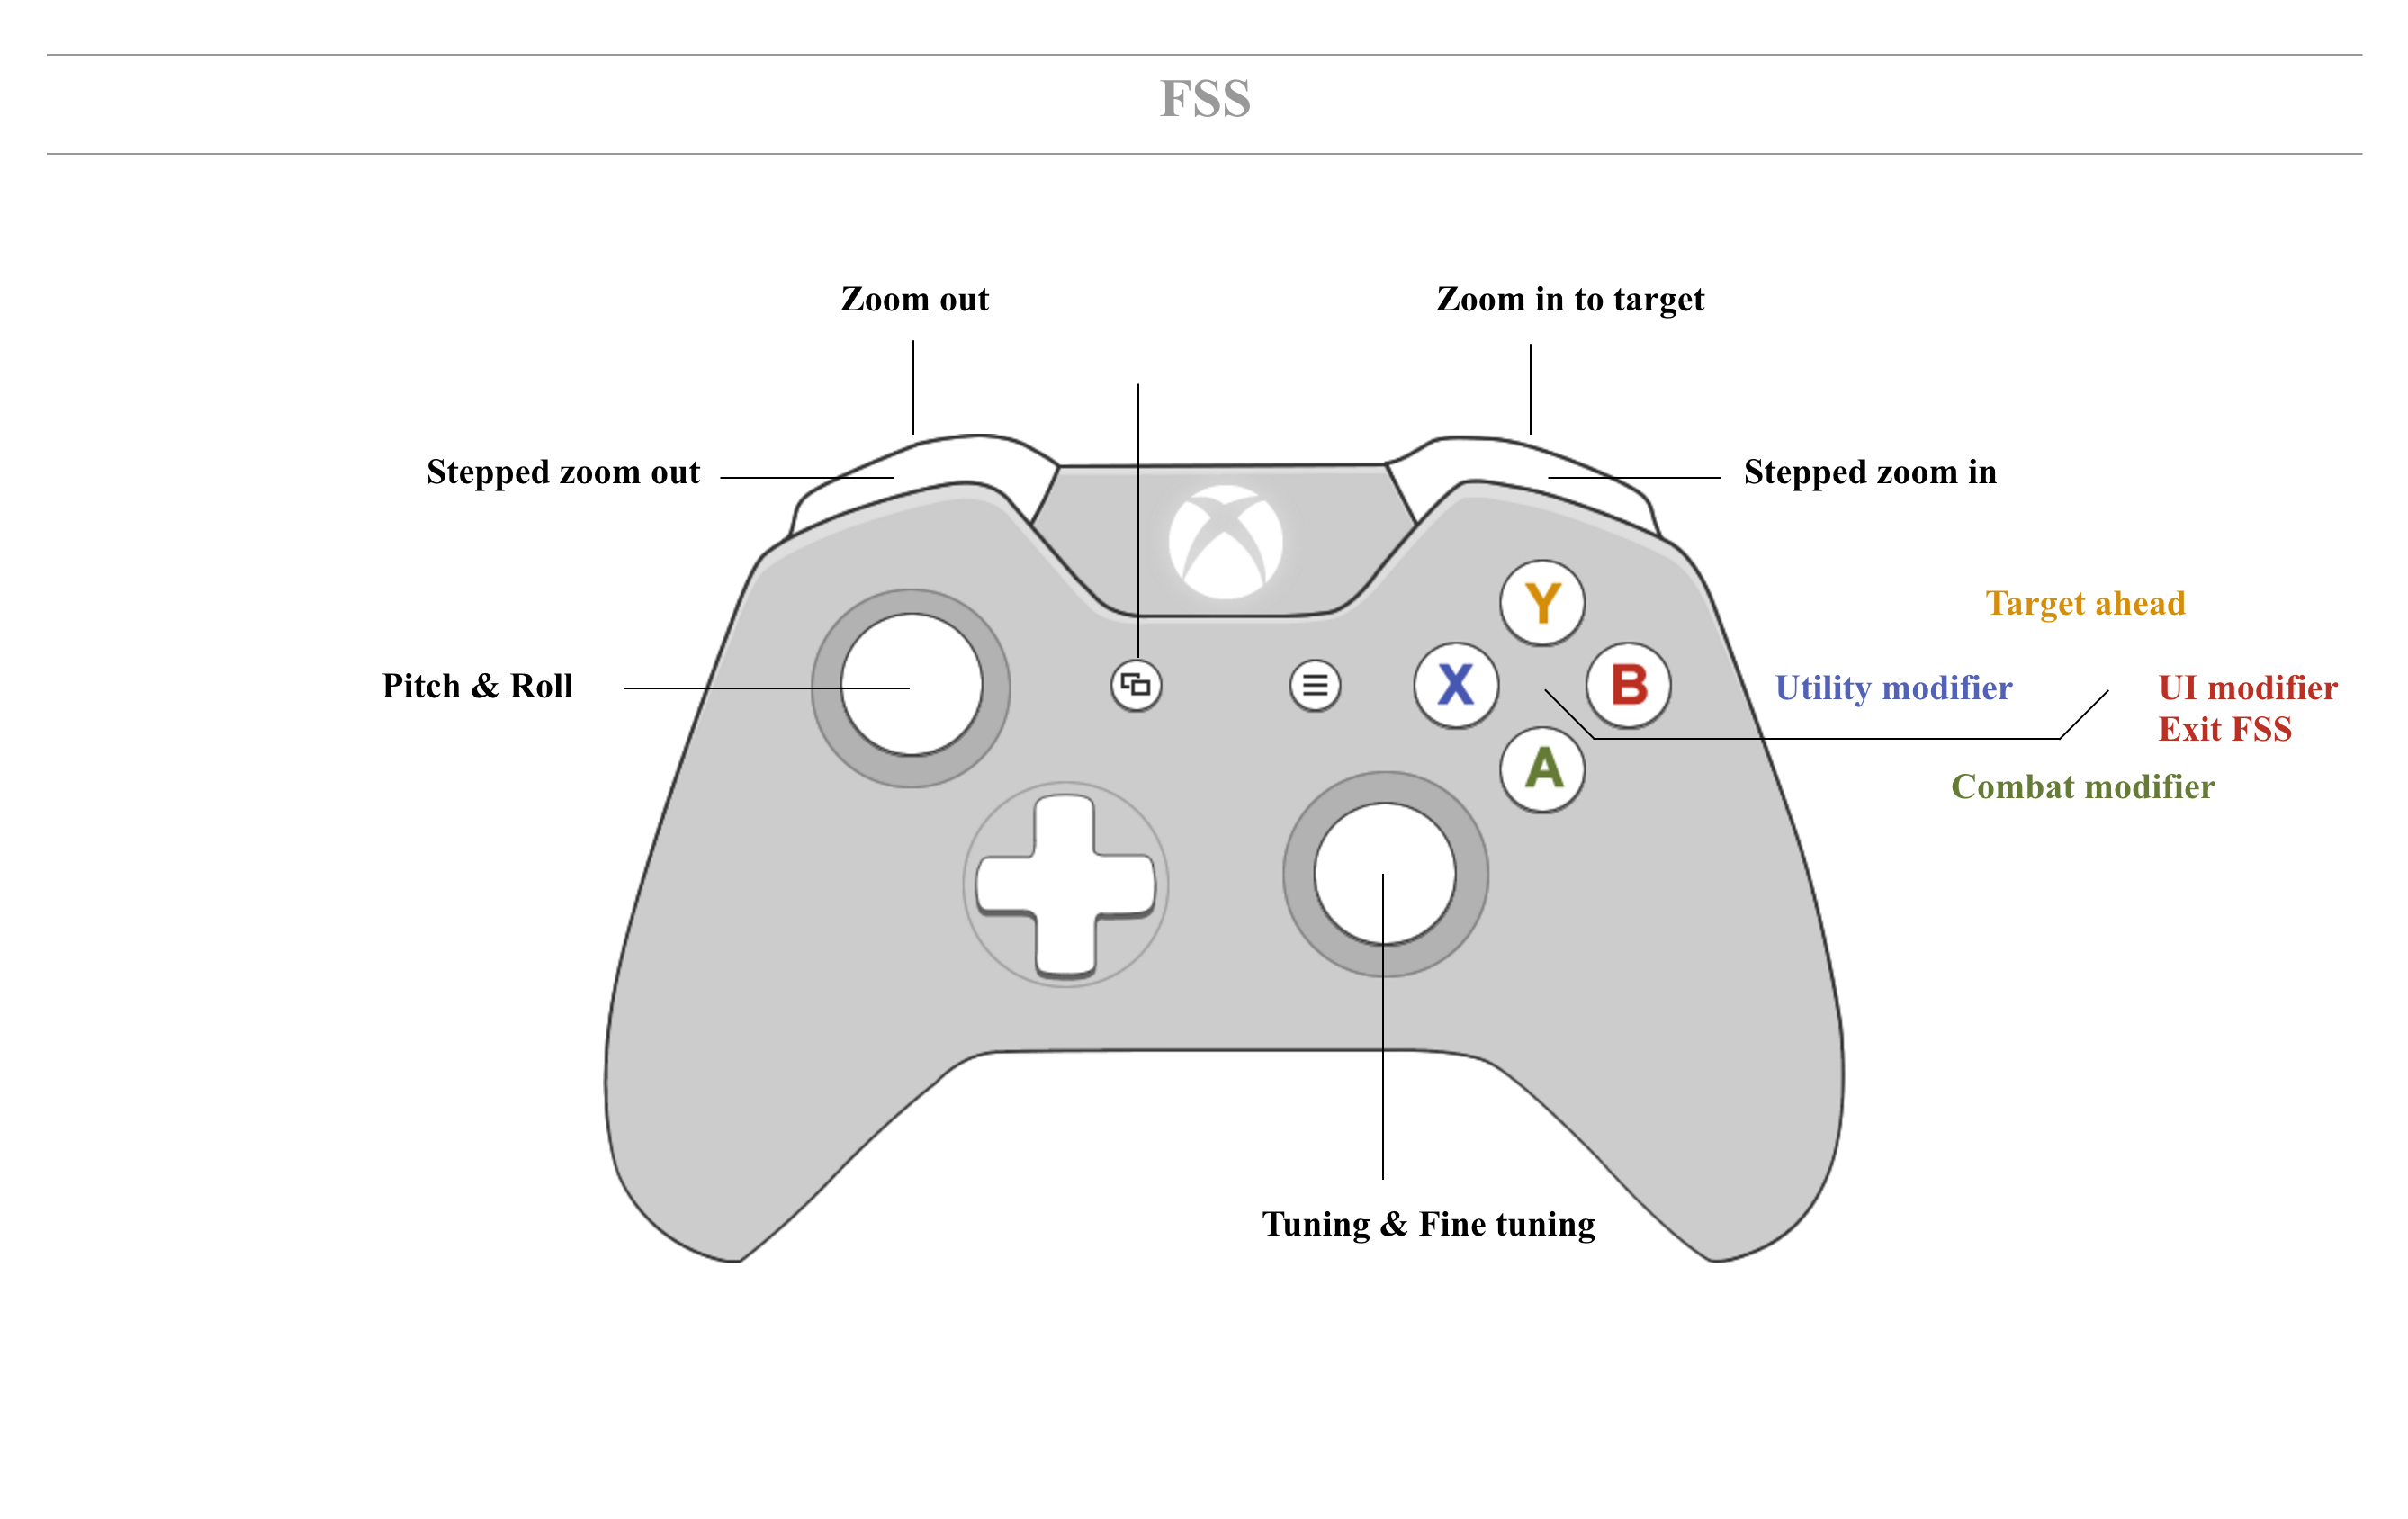 FSS
Zoom out
Zoom in to target
Stepped zoom out
Stepped zoom in
Y
Target ahead
Pitch & Roll
X
B
Utility modifier
UI modifier
Exit FSS
A
Combat modifier
Tuning & Fine tuning